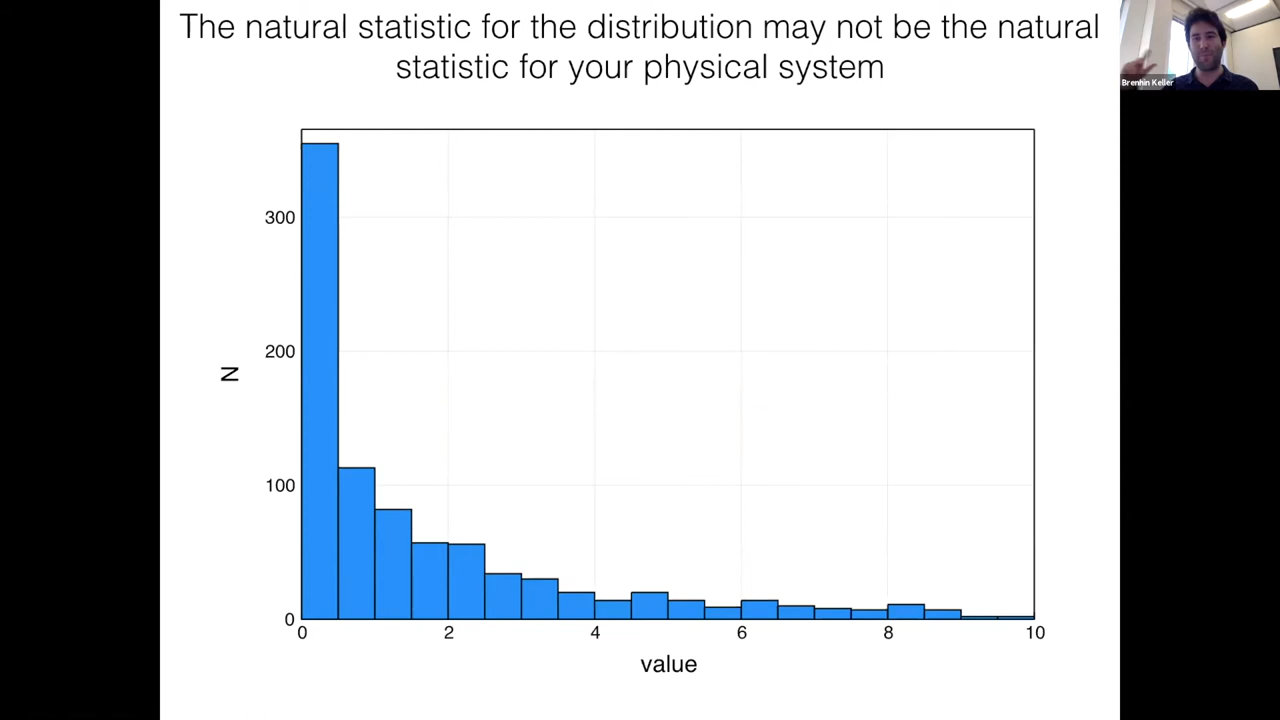 The natural statistic for the distribution may not be the natural
statistic for your physical system
Brenhin Keller
300
200
100
0
N
0 2 4 6 8 10
value